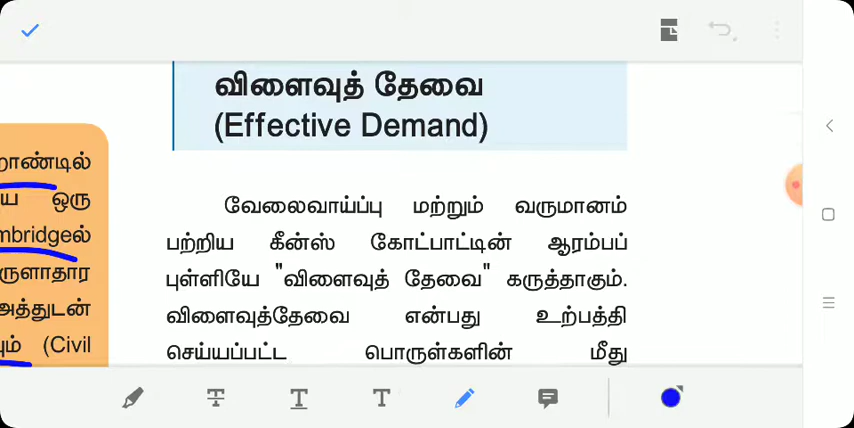 விளைவுத் தேவை
(Effective Demand)
றாண்டில்
ய ஒரு
mbridgeல்
ருளாதார
அத்துடன்
ும் (Civil
வேலைவாய்ப்பு மற்றும் வருமானம்
பற்றிய கீன்ஸ் கோட்பாட்டின் ஆரம்பப்
புள்ளியே "விளைவுத் தேவை" கருத்தாகும்.
விளைவுத்தேவை என்பது உற்பத்தி
செய்யப்பட்ட பொருள்களின் மீது